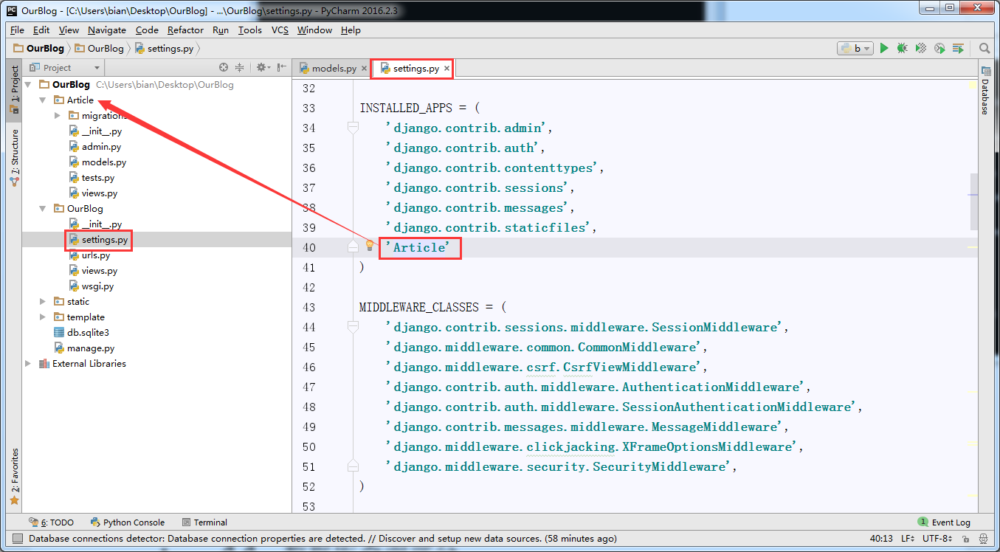 OurBlog - [C:\Users\bian\Desktop\OurBlog] - ...\OurBlog\settings.py - PyCharm 2016.2.3
File Edit View Navigate Code Refactor Run Tools VCS Window Help
OurBlog OurBlog settings.py b
Project models.py settings.py
1: Project
7: Structure
2: Favorites
OurBlog C:\Users\bian\Desktop\OurBlog
Article
migrations
__init__.py
admin.py
models.py
tests.py
views.py
OurBlog
__init__.py
settings.py
urls.py
views.py
wsgi.py
static
template
db.sqlite3
manage.py
External Libraries
32
33 INSTALLED_APPS = (
34 'django.contrib.admin',
35 'django.contrib.auth',
36 'django.contrib.contenttypes',
37 'django.contrib.sessions',
38 'django.contrib.messages',
39 'django.contrib.staticfiles',
40 'Article'
41 )
42
43 MIDDLEWARE_CLASSES = (
44 'django.contrib.sessions.middleware.SessionMiddleware',
45 'django.middleware.common.CommonMiddleware',
46 'django.middleware.csrf.CsrfViewMiddleware',
47 'django.contrib.auth.middleware.AuthenticationMiddleware',
48 'django.contrib.auth.middleware.SessionAuthenticationMiddleware',
49 'django.contrib.messages.middleware.MessageMiddleware',
50 'django.middleware.clickjacking.XFrameOptionsMiddleware',
51 'django.middleware.security.SecurityMiddleware',
52 )
53
Database
6: TODO Python Console Terminal 1 Event Log
Database connections detector: Database connection properties are detected. // Discover and setup new data sources. (58 minutes ago) 40:13 LF UTF-8